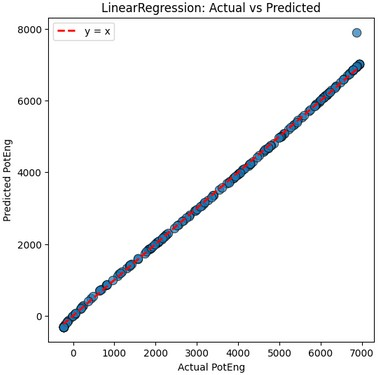 LinearRegression: Actual vs Predicted
y = x
8000
6000
4000
2000
0
Predicted PotEng
0 1000 2000 3000 4000 5000 6000 7000
Actual PotEng